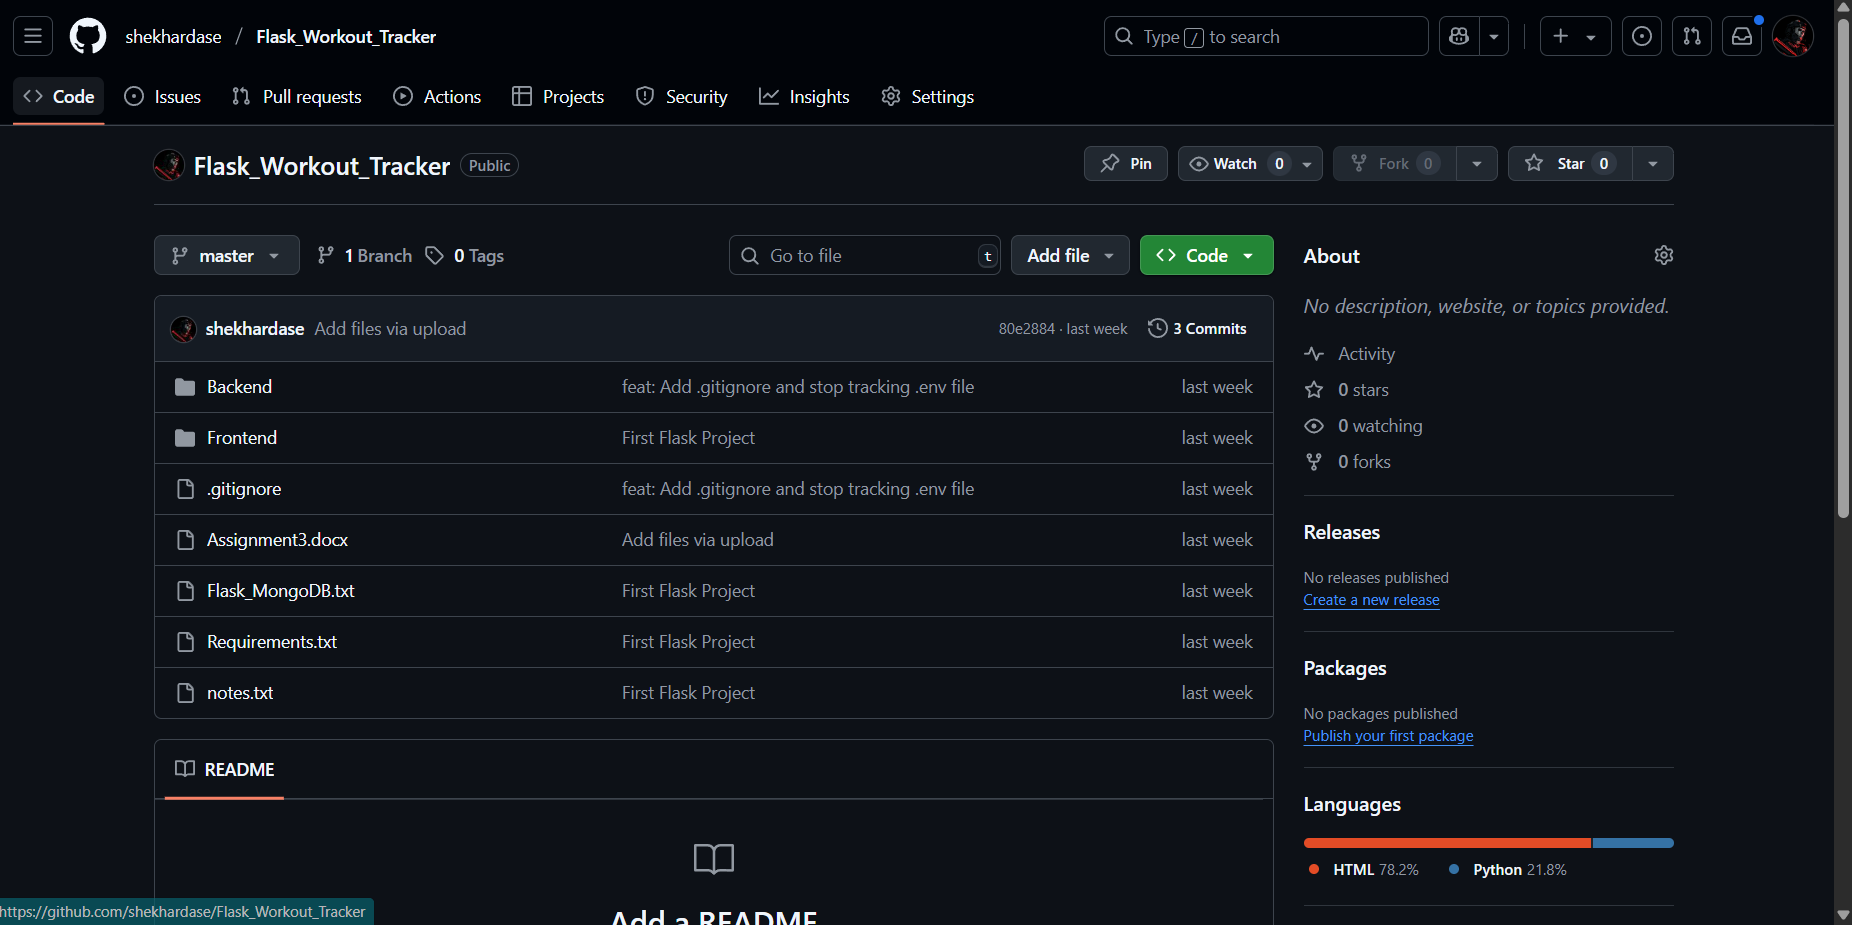 shekhardase / Flask_Workout_Tracker
Type / to search
Code
Issues
Pull requests
Actions
Projects
Security
Insights
Settings
Flask_Workout_Tracker Public
Pin
Watch 0
Fork 0
Star 0
master
1 Branch
0 Tags
Go to file t
Add file
Code
shekhardase Add files via upload 80e2884 · last week 3 Commits
Backend feat: Add .gitignore and stop tracking .env file last week
Frontend First Flask Project last week
.gitignore feat: Add .gitignore and stop tracking .env file last week
Assignment3.docx Add files via upload last week
Flask_MongoDB.txt First Flask Project last week
Requirements.txt First Flask Project last week
notes.txt First Flask Project last week
README
Add a README
About
No description, website, or topics provided.
Activity
0 stars
0 watching
0 forks
Releases
No releases published
Create a new release
Packages
No packages published
Publish your first package
Languages
HTML 78.2% Python 21.8%
https://github.com/shekhardase/Flask_Workout_Tracker